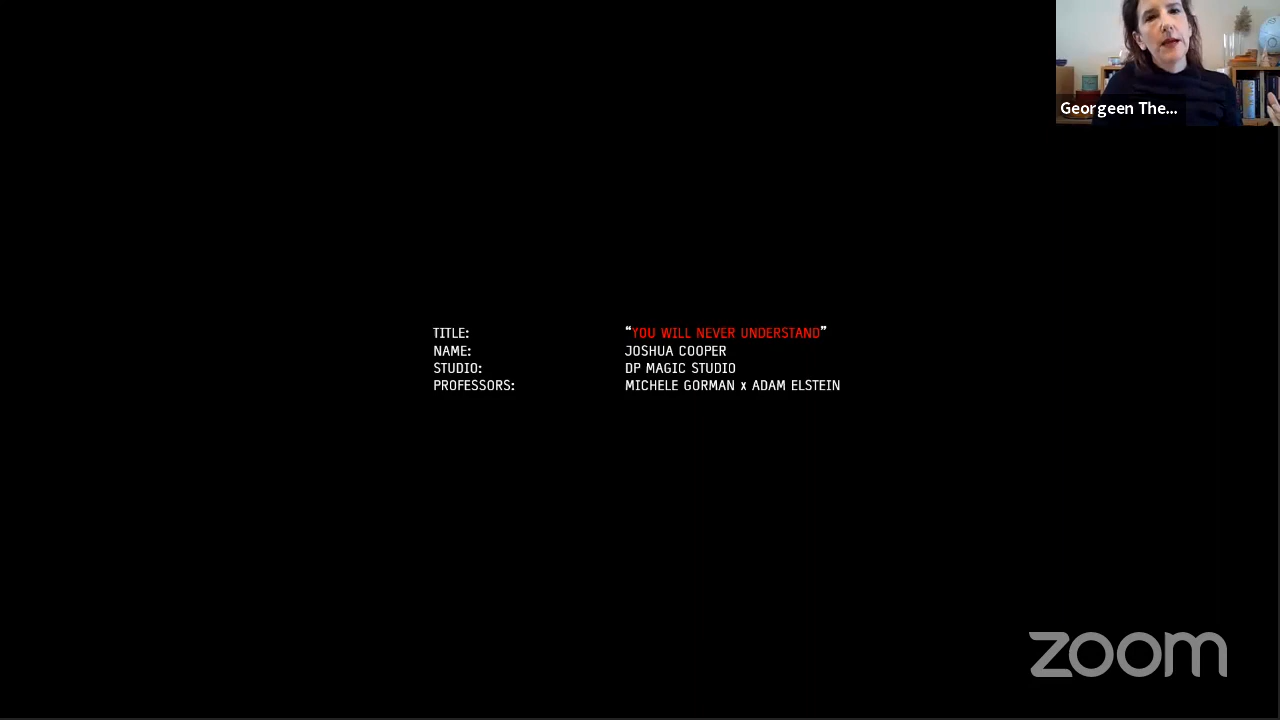 Georgeen The...
TITLE: “YOU WILL NEVER UNDERSTAND”
NAME: JOSHUA COOPER
STUDIO: DP MAGIC STUDIO
PROFESSORS: MICHELE GORMAN x ADAM ELSTEIN
zoom